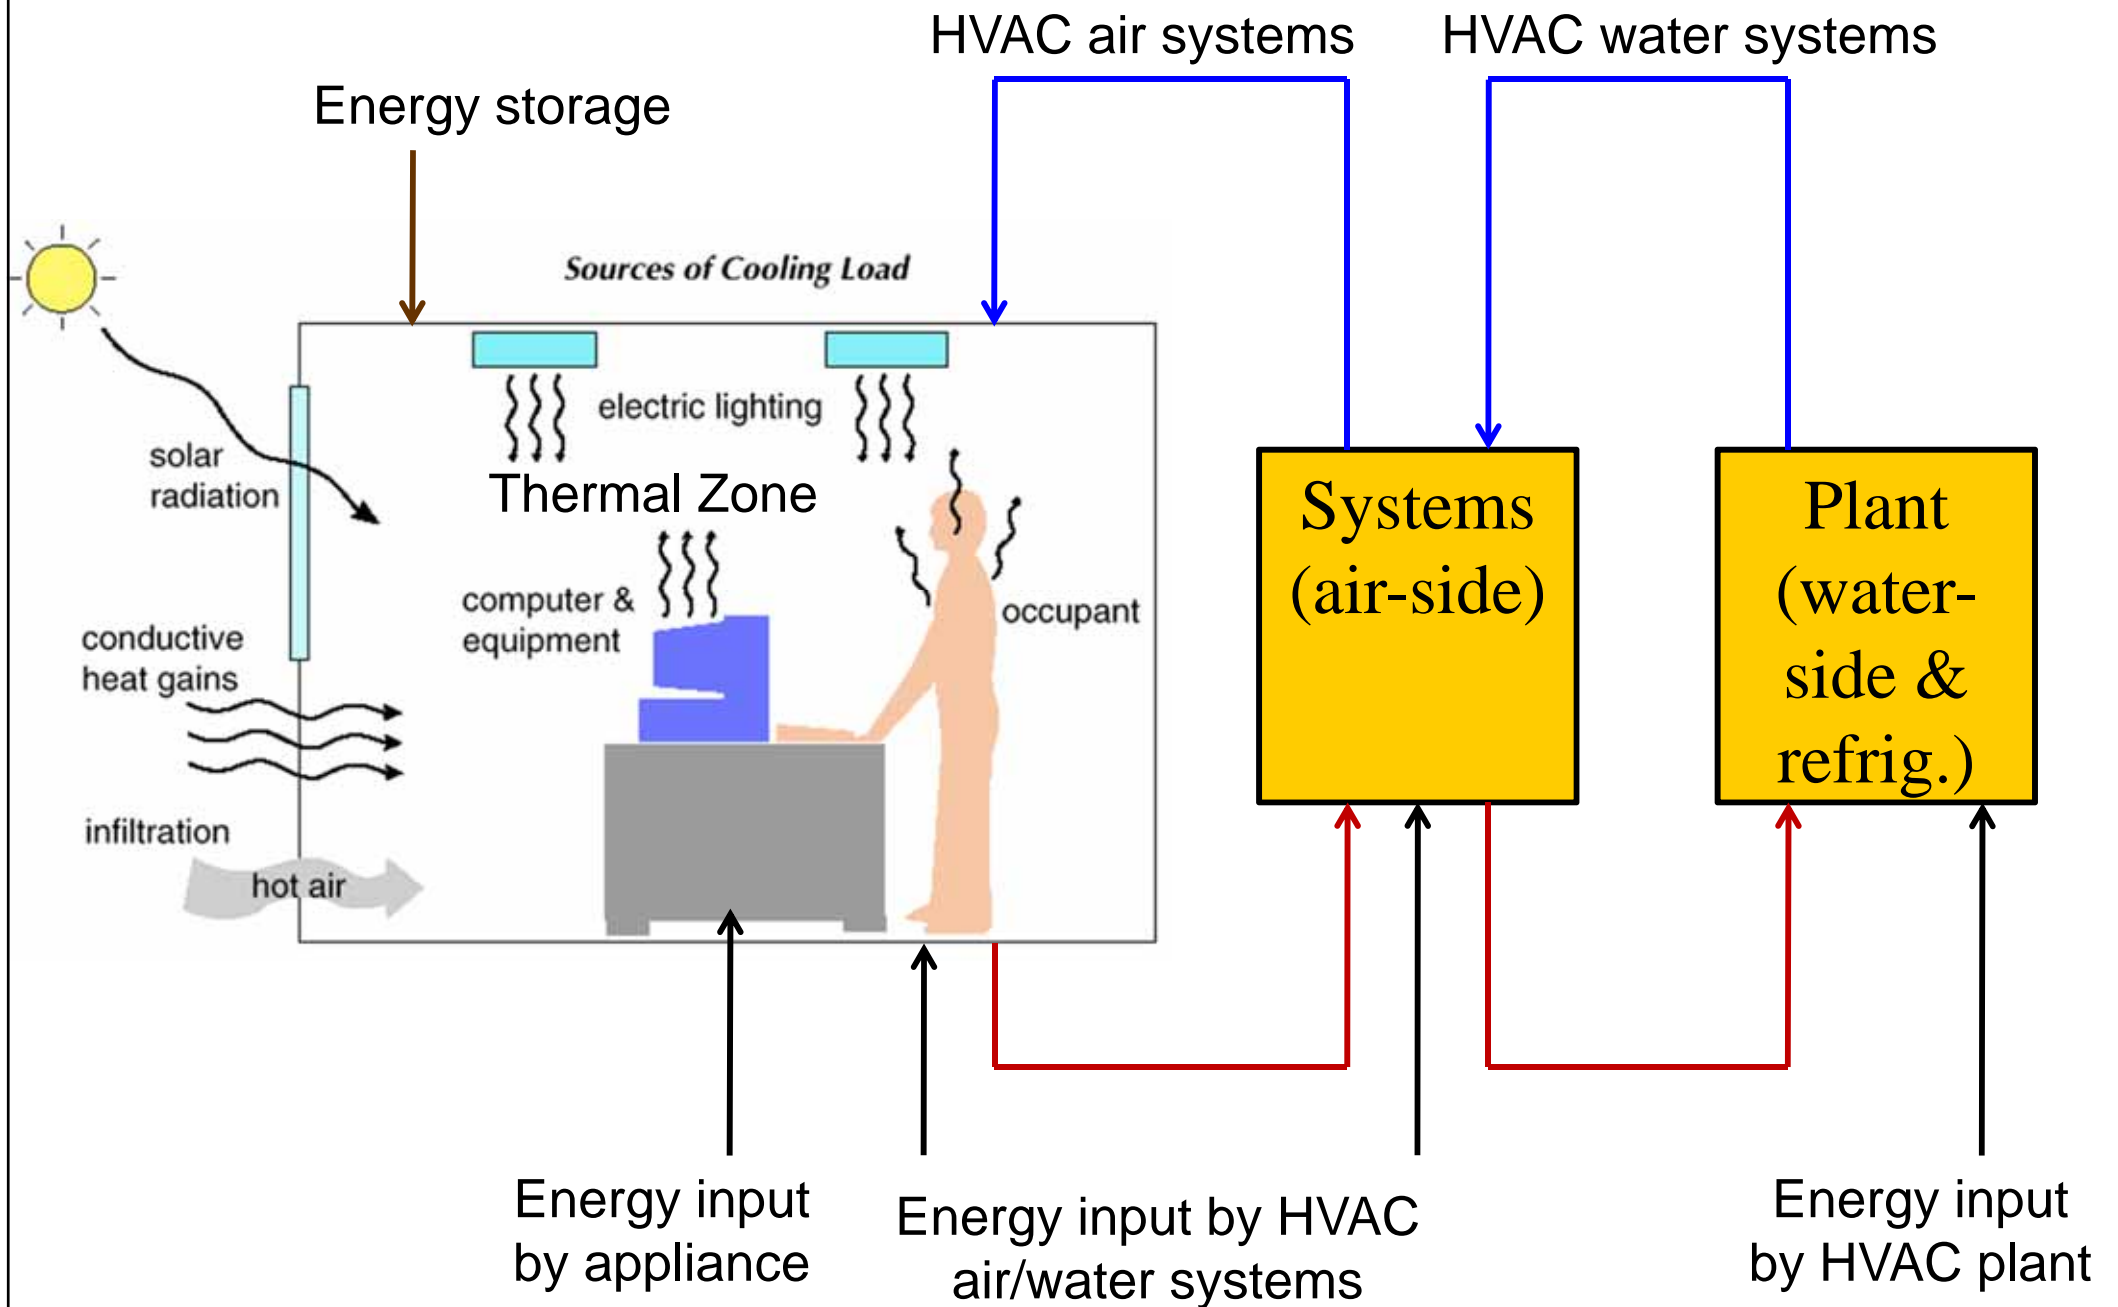 HVAC air systems
HVAC water systems
Energy storage
Sources of Cooling Load
electric lighting
solar
radiation
Thermal Zone
computer &
equipment
occupant
conductive
heat gains
infiltration
hot air
Systems
(air-side)
Plant
(water-
side &
refrig.)
Energy input
by appliance
Energy input by HVAC
air/water systems
Energy input
by HVAC plant